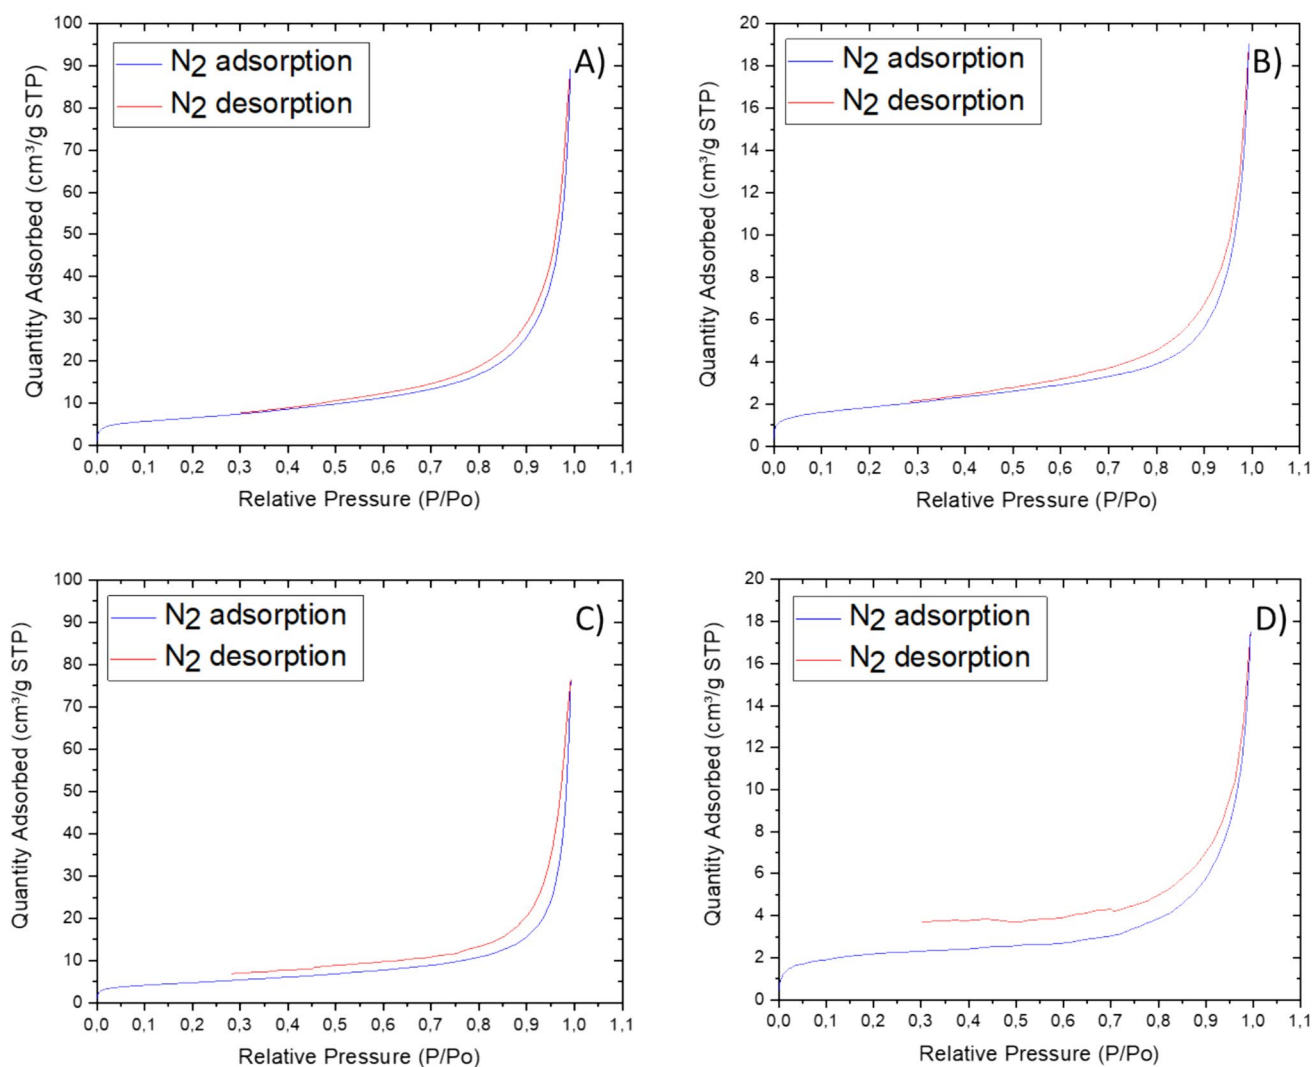 A)
N2 adsorption
N2 desorption
Quantity Adsorbed (cm³/g STP)
100
90
80
70
60
50
40
30
20
10
0
0,0 0,1 0,2 0,3 0,4 0,5 0,6 0,7 0,8 0,9 1,0 1,1
Relative Pressure (P/Po)
B)
N2 adsorption
N2 desorption
Quantity Adsorbed (cm³/g STP)
20
18
16
14
12
10
8
6
4
2
0
0,0 0,1 0,2 0,3 0,4 0,5 0,6 0,7 0,8 0,9 1,0 1,1
Relative Pressure (P/Po)
C)
N2 adsorption
N2 desorption
Quantity Adsorbed (cm³/g STP)
100
90
80
70
60
50
40
30
20
10
0
0,0 0,1 0,2 0,3 0,4 0,5 0,6 0,7 0,8 0,9 1,0 1,1
Relative Pressure (P/Po)
D)
N2 adsorption
N2 desorption
Quantity Adsorbed (cm³/g STP)
20
18
16
14
12
10
8
6
4
2
0
0,0 0,1 0,2 0,3 0,4 0,5 0,6 0,7 0,8 0,9 1,0 1,1
Relative Pressure (P/Po)